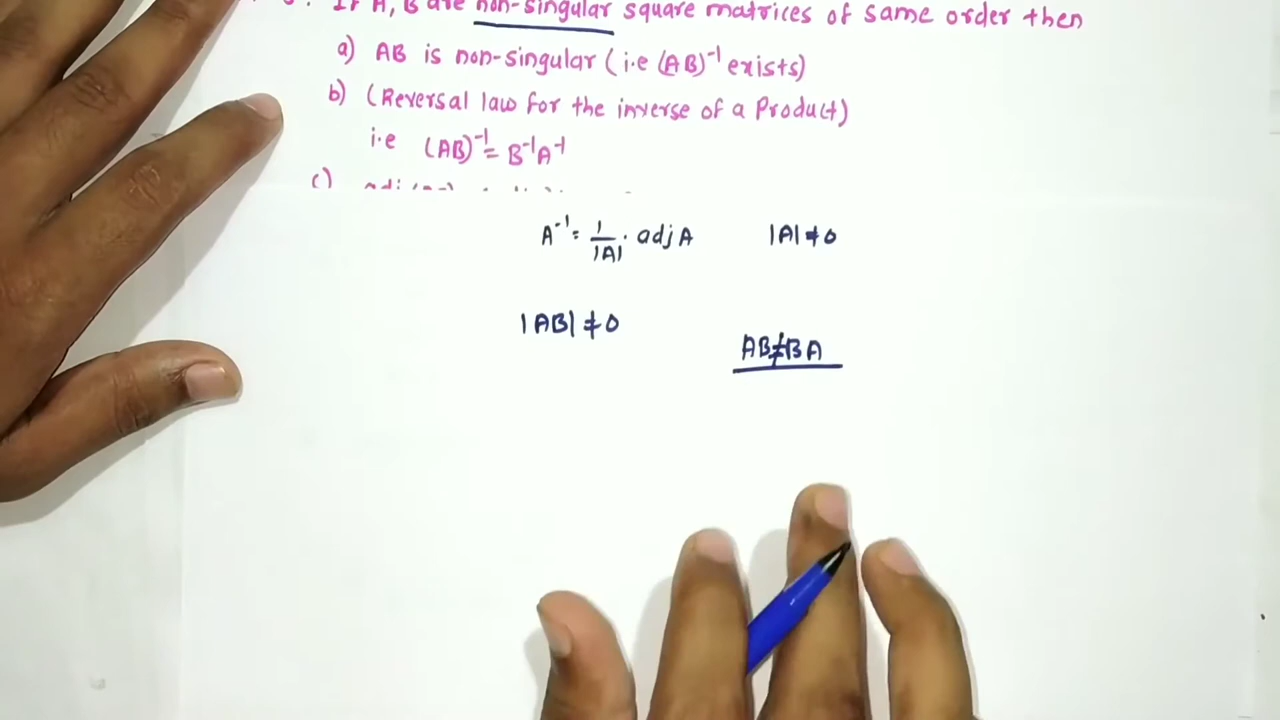 If A, B are non-singular square matrices of same order then
a) AB is non-singular (i.e (AB)⁻¹ exists)
b) (Reversal law for the inverse of a Product)
i.e (AB)⁻¹ = B⁻¹A⁻¹
c)
A⁻¹ = 1/|A| · adj A |A| ≠ 0
|AB| ≠ 0
AB ≠ BA